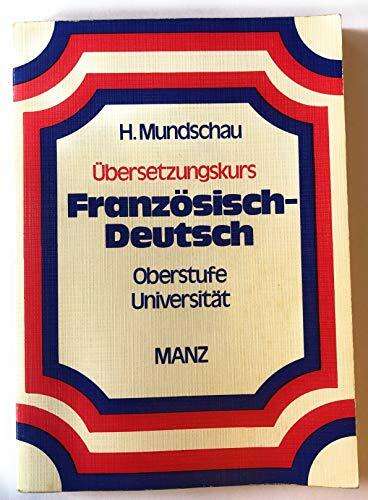 H. Mundschau
Übersetzungskurs
Französisch-
Deutsch
Oberstufe
Universität
MANZ